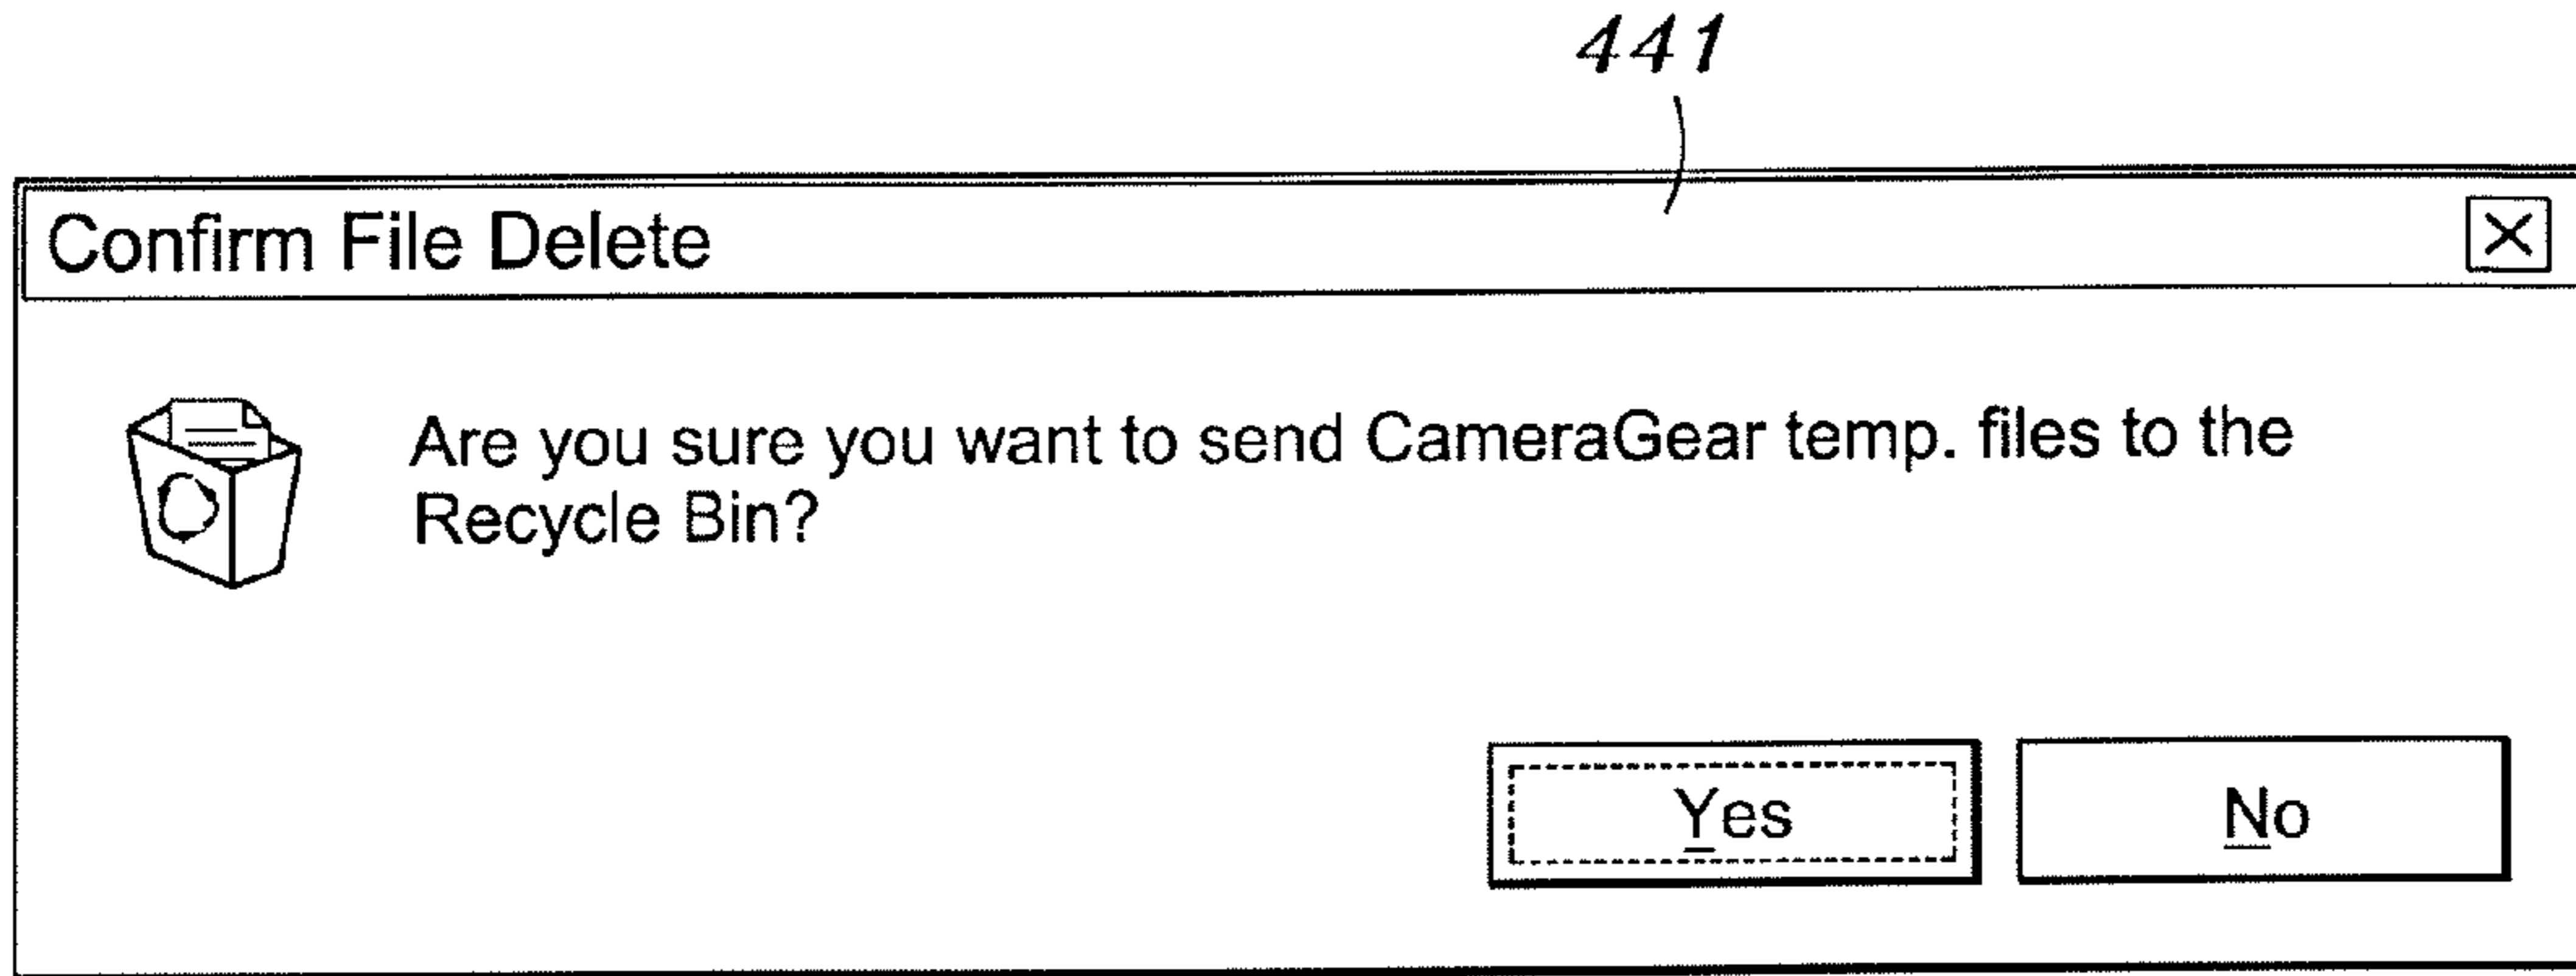 441
Confirm File Delete
Are you sure you want to send CameraGear temp. files to the
Recycle Bin?
Yes
No